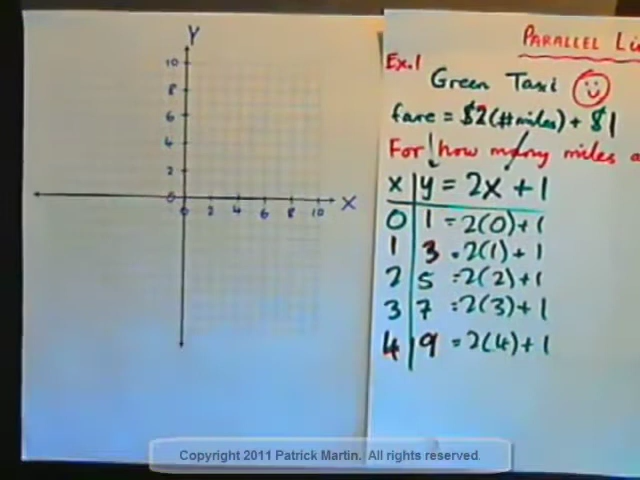 Y
10
8
6
4
2
0
0 2 4 6 8 10 X
PARALLEL
Ex.1
Green Taxi
fare = $2(#miles) + $1
For how many miles
x y = 2x + 1
0 1 = 2(0)+1
1 3 = 2(1)+1
2 5 = 2(2)+1
3 7 = 2(3)+1
4 9 = 2(4)+1
Copyright 2011 Patrick Martin. All rights reserved.